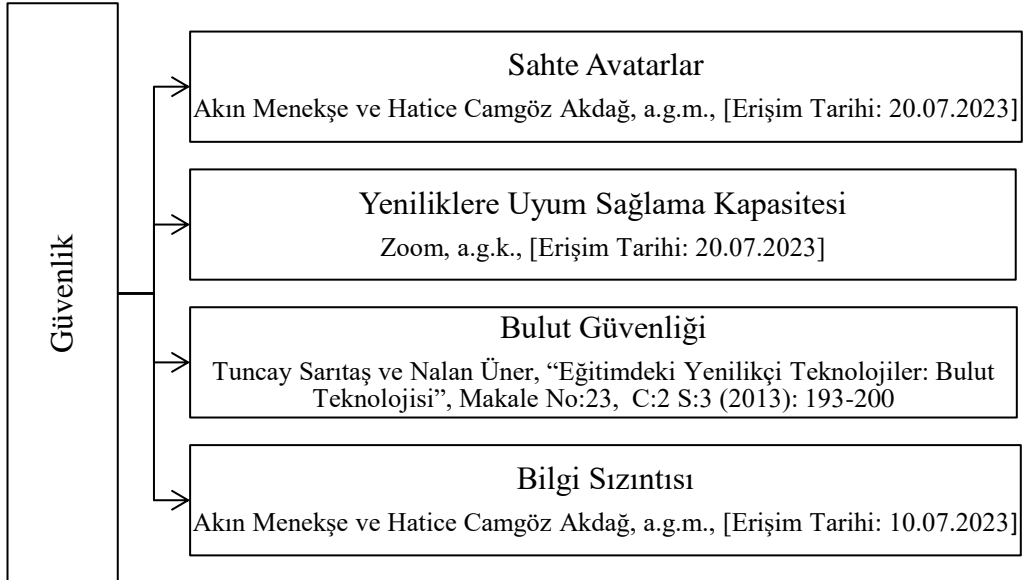 Güvenlik
Sahte Avatarlar
Akın Menekşe ve Hatice Camgöz Akdağ, a.g.m., [Erişim Tarihi: 20.07.2023]
Yeniliklere Uyum Sağlama Kapasitesi
Zoom, a.g.k., [Erişim Tarihi: 20.07.2023]
Bulut Güvenliği
Tuncay Sarıtaş ve Nalan Üner, “Eğitimdeki Yenilikçi Teknolojiler: Bulut
Teknolojisi”, Makale No:23, C:2 S:3 (2013): 193-200
Bilgi Sızıntısı
Akın Menekşe ve Hatice Camgöz Akdağ, a.g.m., [Erişim Tarihi: 10.07.2023]